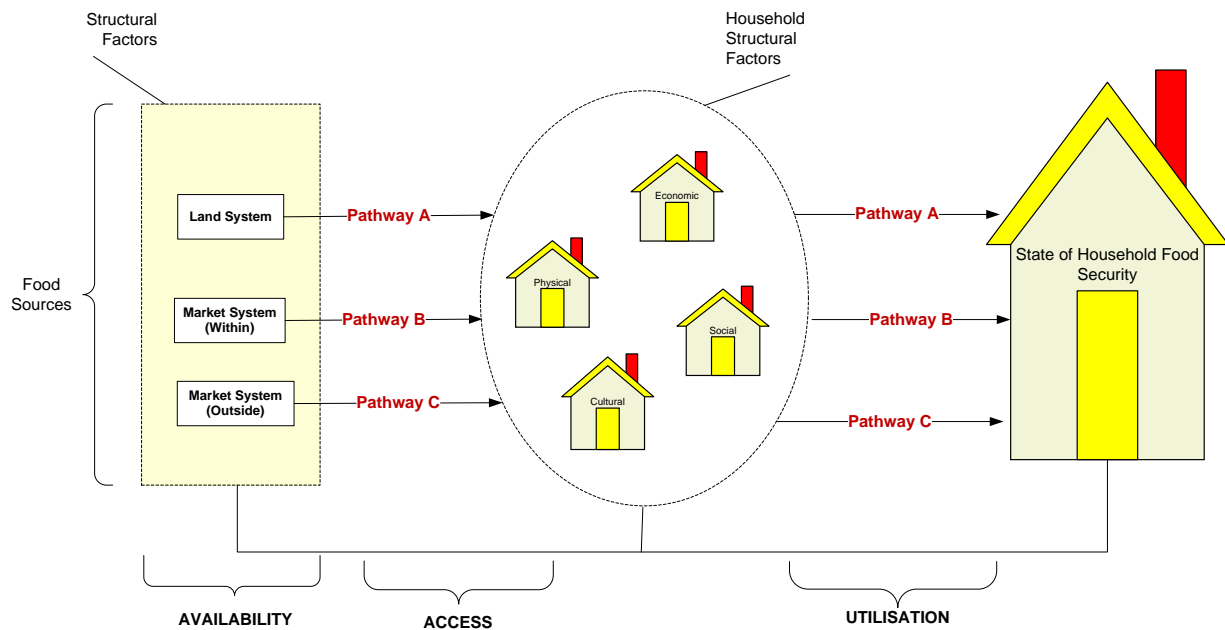 Structural
Factors
Household
Structural
Factors
Food
Sources
Land System
Market System
(Within)
Market System
(Outside)
Pathway A
Pathway B
Pathway C
Economic
Physical
Social
Cultural
Pathway A
Pathway B
Pathway C
State of Household Food
Security
AVAILABILITY
ACCESS
UTILISATION